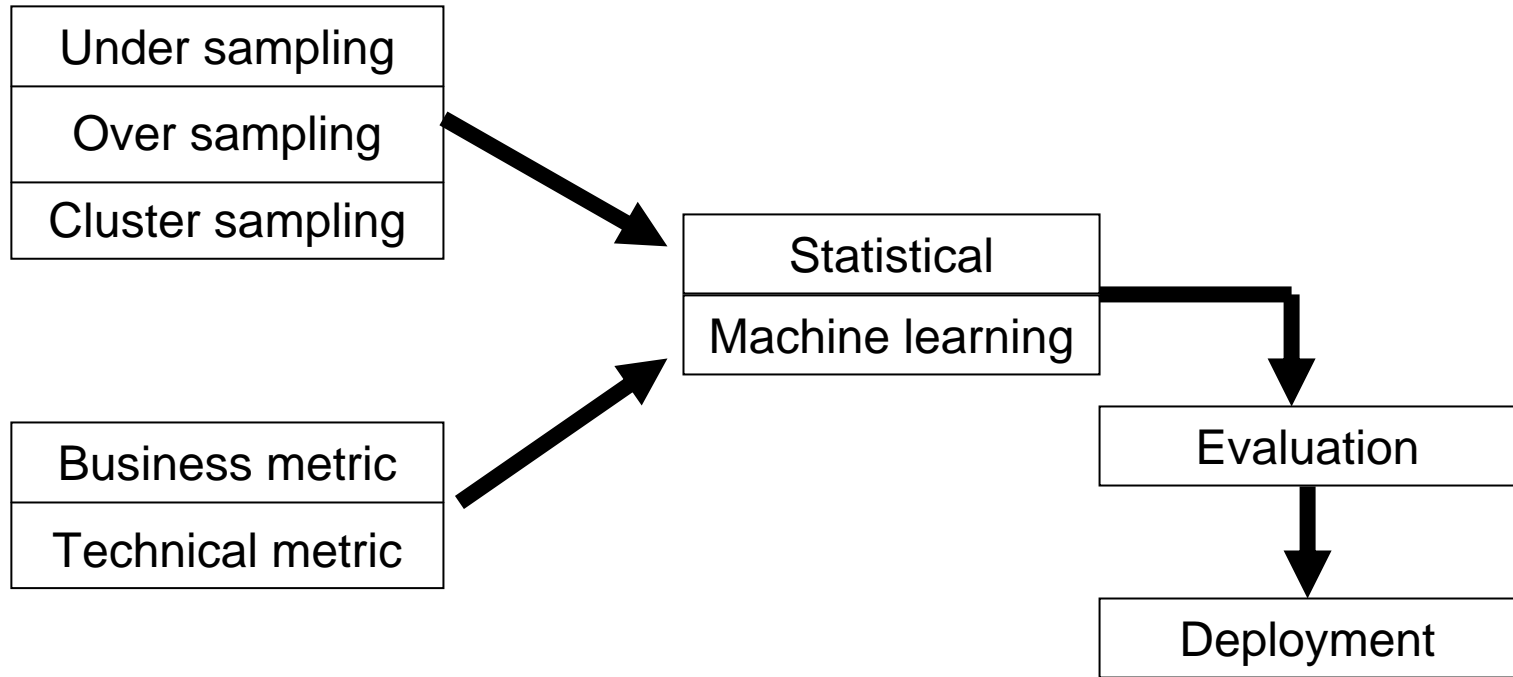 Under sampling
Over sampling
Cluster sampling
Statistical
Machine learning
Business metric
Technical metric
Evaluation
Deployment